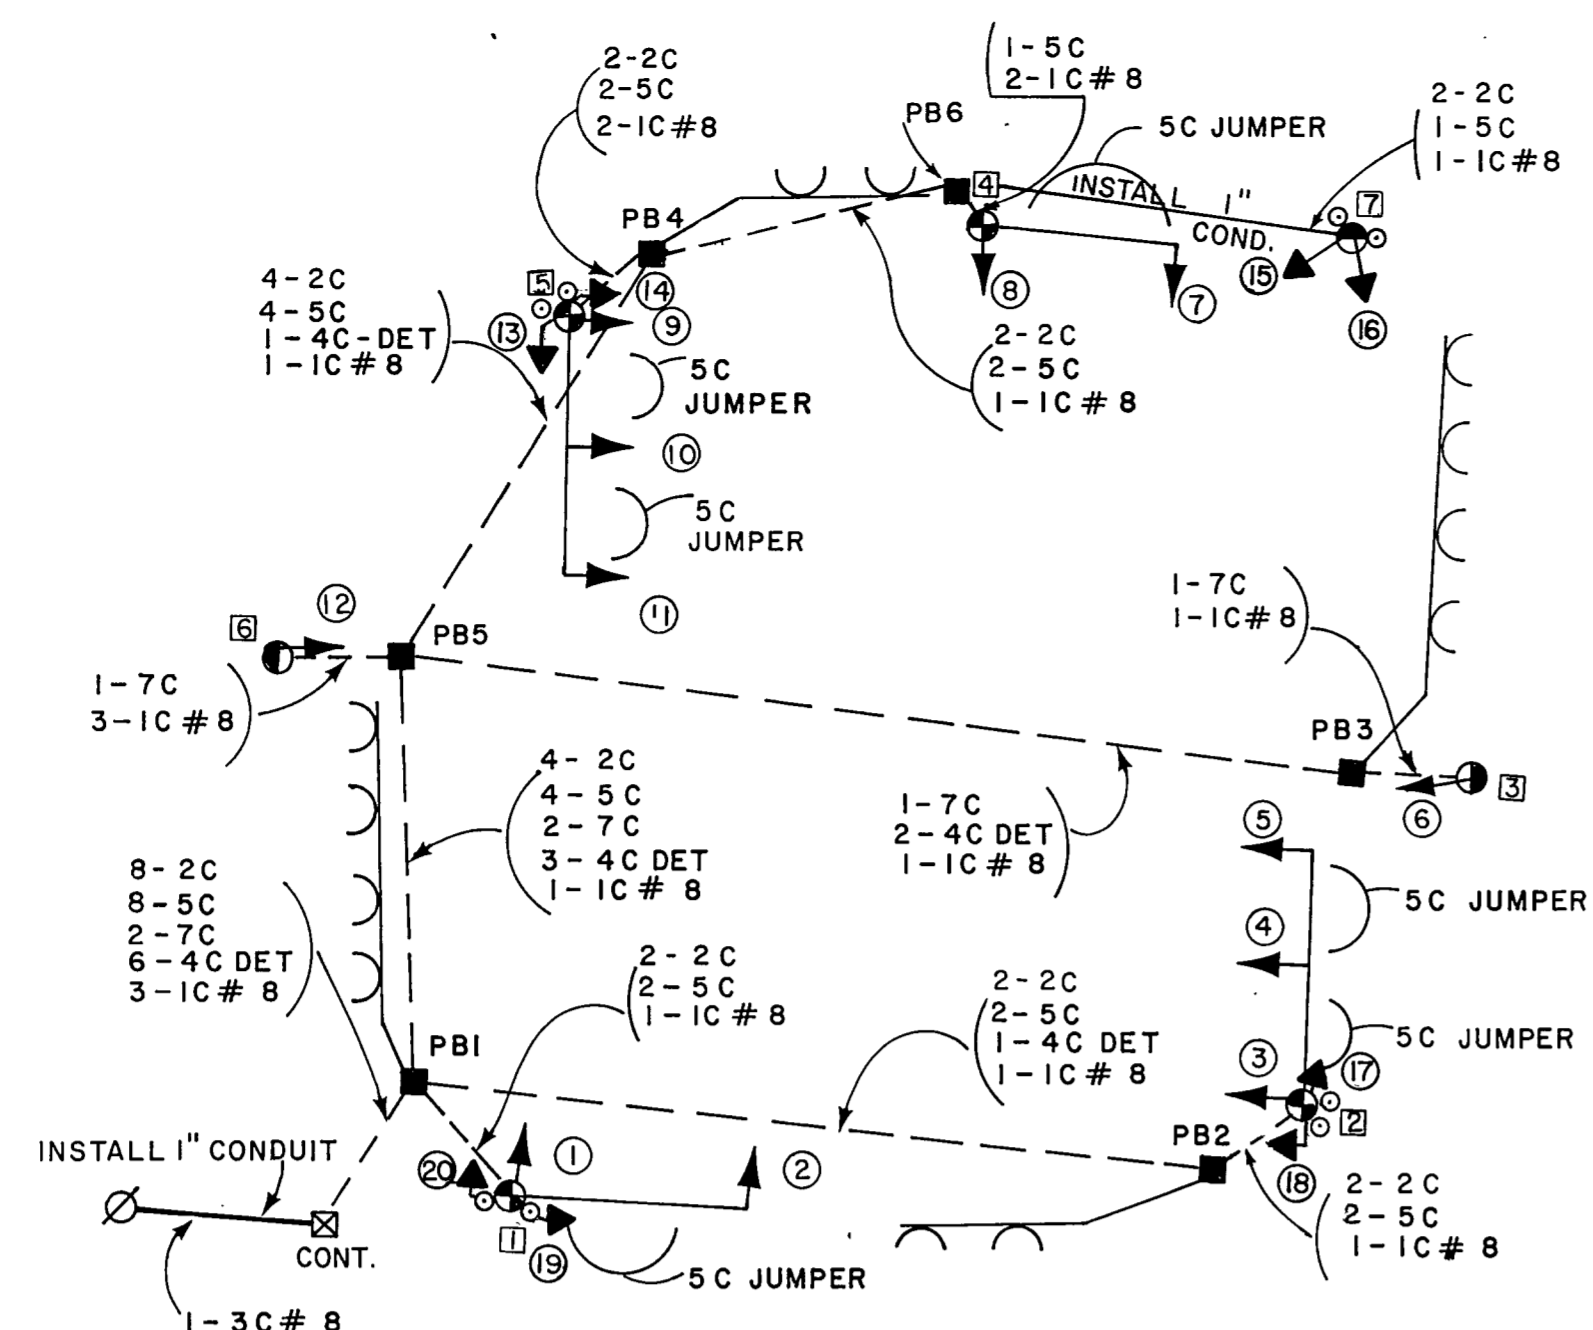 2-2C
2-5C
2-1C#8
1-5C
2-1C#8
PB6
5C JUMPER
2-2C
1-5C
1-1C#8
PB4
4
INSTALL 1"
COND.
7
15
16
8
7
4-2C
4-5C
1-4C-DET
1-1C#8
5
14
9
13
5C
JUMPER
2-2C
2-5C
1-1C#8
10
5C
JUMPER
11
12
6
PB5
1-7C
3-1C#8
1-7C
1-1C#8
PB3
3
6
4-2C
4-5C
2-7C
3-4C DET
1-1C# 8
1-7C
2-4C DET
1-1C# 8
5
5C JUMPER
4
8-2C
8-5C
2-7C
6-4C DET
3-1C# 8
2-2C
2-5C
1-1C# 8
2-2C
2-5C
1-4C DET
1-1C# 8
5C JUMPER
3
17
2
PB1
PB2
18
INSTALL 1" CONDUIT
20
1
2
1
19
5C JUMPER
CONT.
2-2C
2-5C
1-1C# 8
1-3C# 8